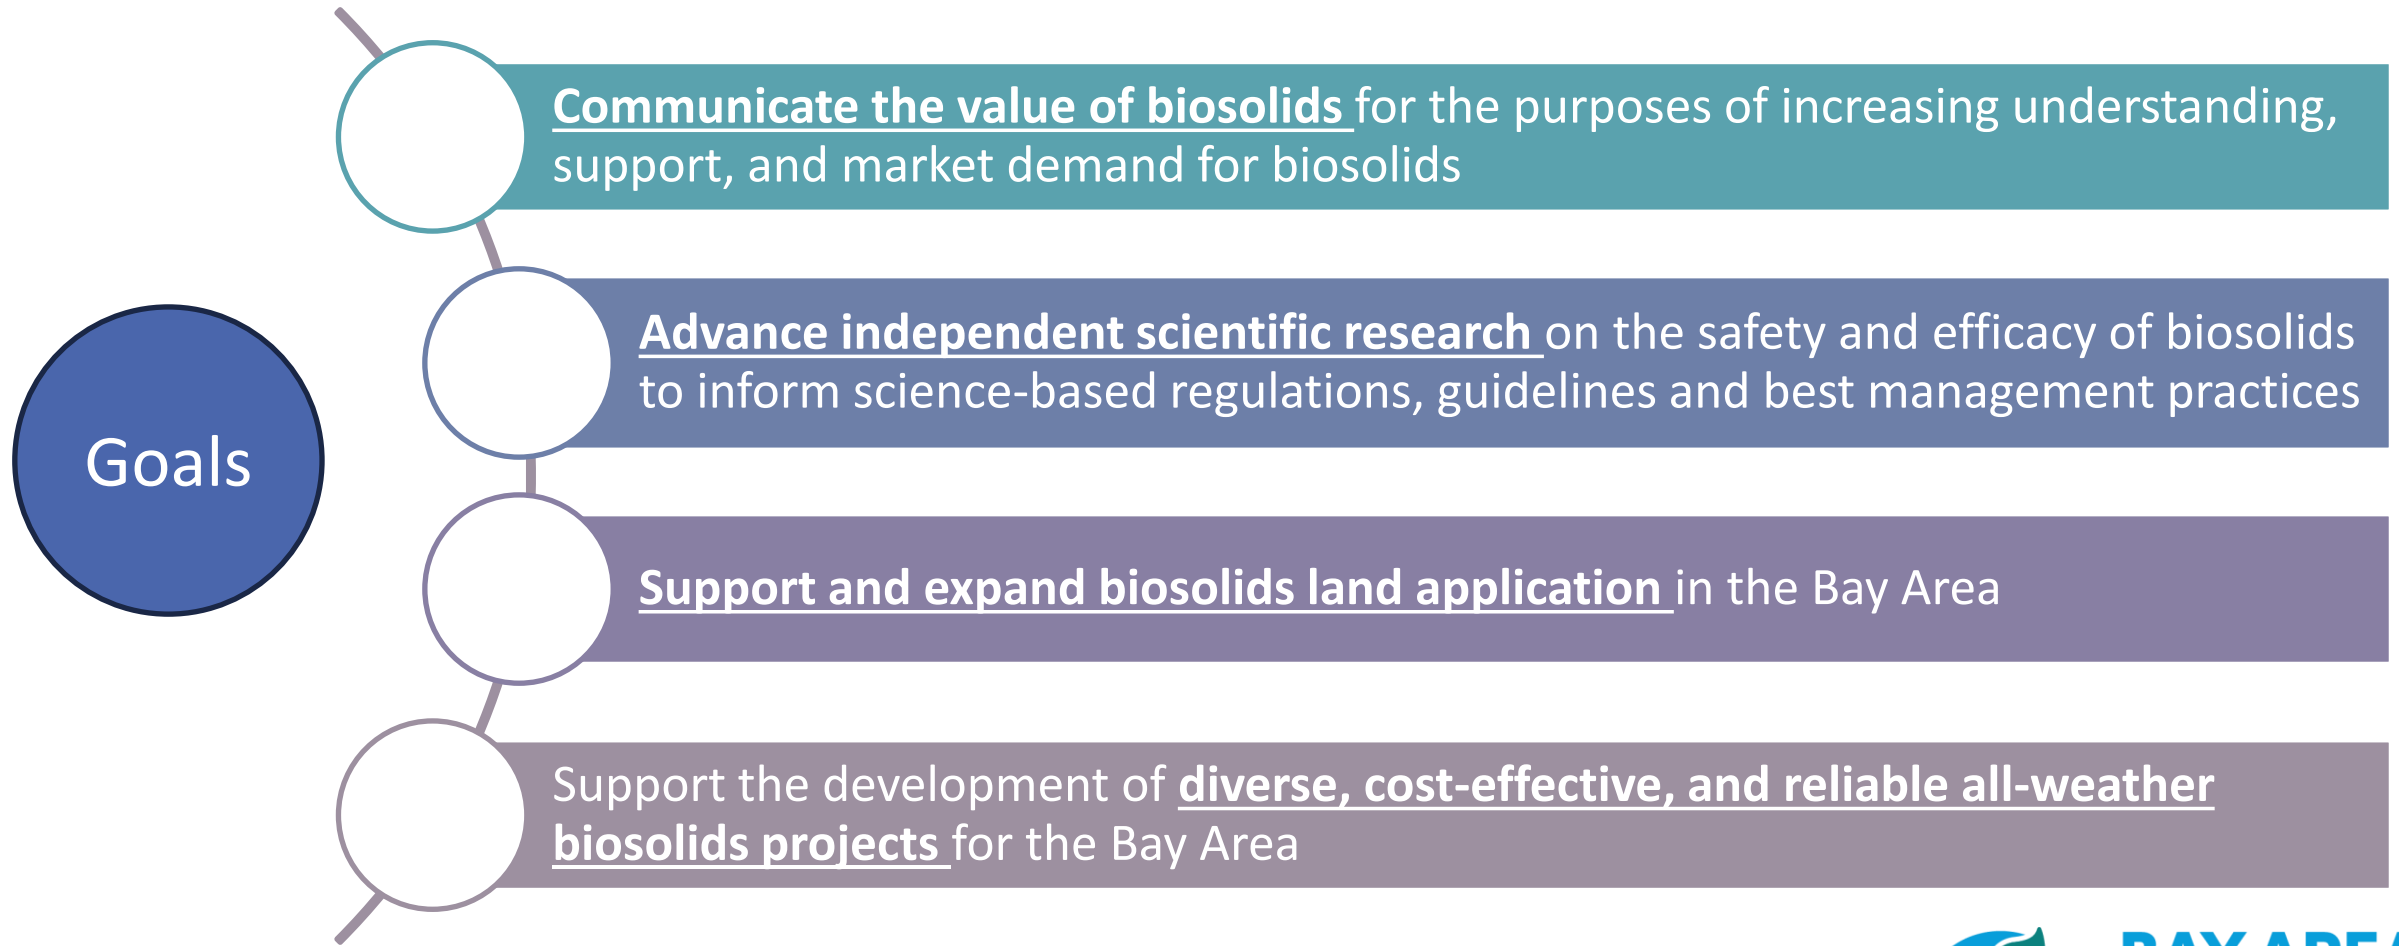 Communicate the value of biosolids for the purposes of increasing understanding,
support, and market demand for biosolids
Advance independent scientific research on the safety and efficacy of biosolids
to inform science-based regulations, guidelines and best management practices
Goals
Support and expand biosolids land application in the Bay Area
Support the development of diverse, cost-effective, and reliable all-weather
biosolids projects for the Bay Area
BAY AREA